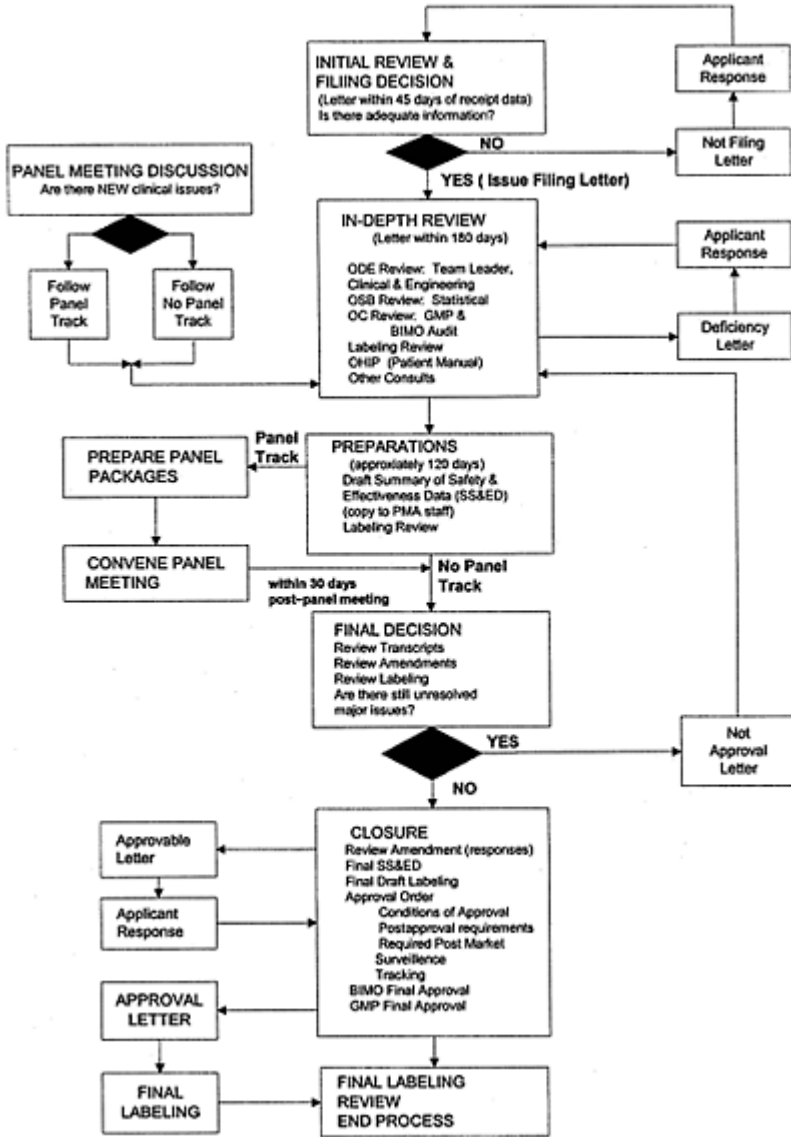 INITIAL REVIEW &
FILIING DECISION
(Letter within 45 days of receipt data)
Is there adequate information?
Applicant
Response
NO
Not Filing
Letter
YES ( Issue Filing Letter)
PANEL MEETING DISCUSSION
Are there NEW clinical issues?
Follow
Panel
Track
Follow
No Panel
Track
IN-DEPTH REVIEW
(Letter within 180 days)
ODE Review: Team Leader,
Clinical & Engineering
OSB Review: Statistical
OC Review: GMP &
BIMO Audit
Labeling Review
OHIP (Patient Manual)
Other Consults
Applicant
Response
Deficiency
Letter
Panel
Track
PREPARE PANEL
PACKAGES
PREPARATIONS
(approxiately 120 days)
Draft Summary of Safety &
Effectiveness Data (SS&ED)
(copy to PMA staff)
Labeling Review
CONVENE PANEL
MEETING
within 30 days
post-panel meeting
No Panel
Track
FINAL DECISION
Review Transcripts
Review Amendments
Review Labeling
Are there still unresolved
major issues?
YES
Not
Approval
Letter
NO
Approvable
Letter
Applicant
Response
CLOSURE
Review Amendment (responses)
Final SS&ED
Final Draft Labeling
Approval Order
Conditions of Approval
Postapproval requirements
Required Post Market
Surveillence
Tracking
BIMO Final Approval
GMP Final Approval
APPROVAL
LETTER
FINAL
LABELING
FINAL LABELING
REVIEW
END PROCESS